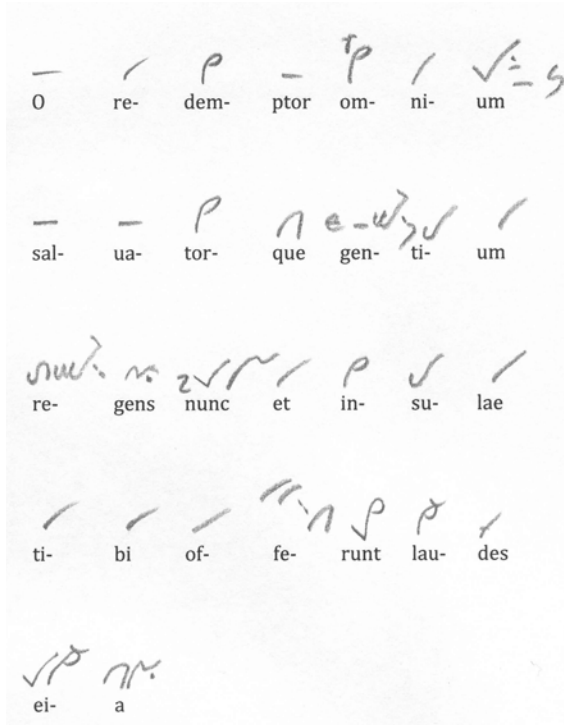 O re- dem- ptor om- ni- um
sal- ua- tor- que gen- ti- um
re- gens nunc et in- su- lae
ti- bi of- fe- runt lau- des
ei- a